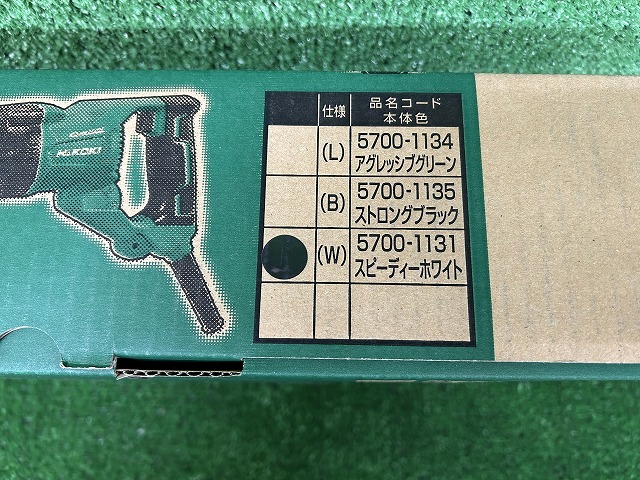 HiKOKI
仕様
品名コード
本体色
(L)
5700-1134
アグレッシブグリーン
(B)
5700-1135
ストロングブラック
(W)
5700-1131
スピーディーホワイト